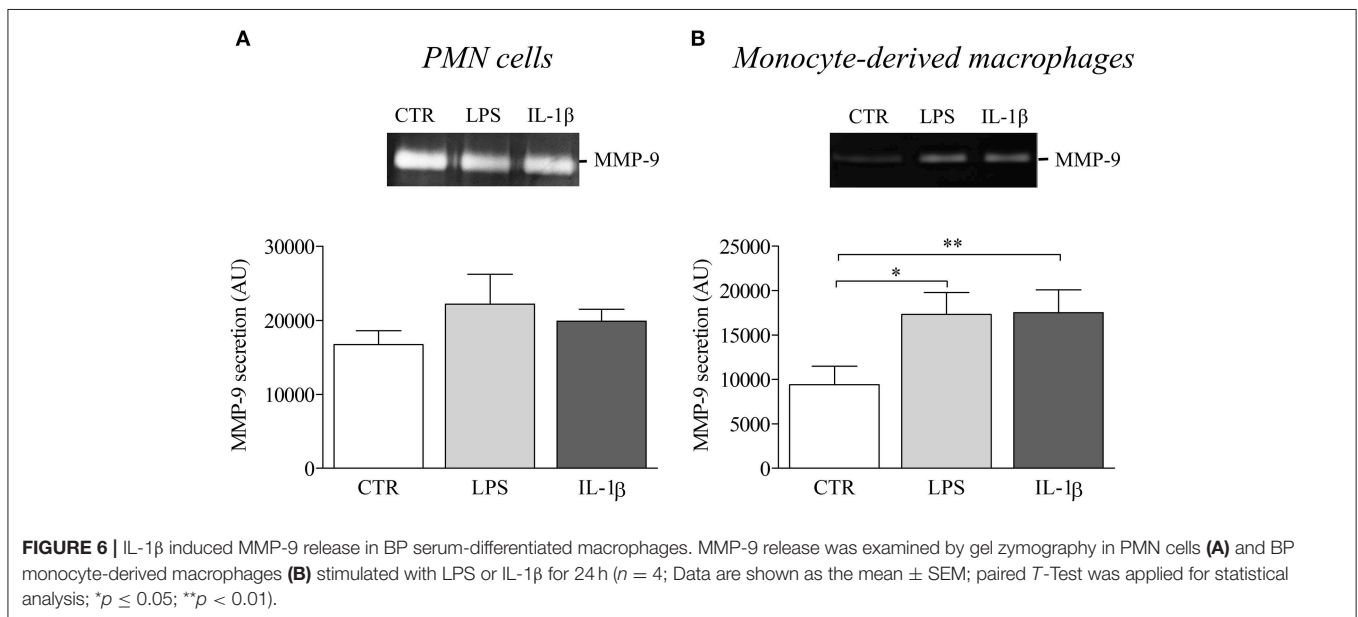 A
PMN cells
CTR LPS IL-1β
MMP-9
30000
20000
10000
0
MMP-9 secretion (AU)
CTR LPS IL-1β
B
Monocyte-derived macrophages
CTR LPS IL-1β
MMP-9
25000
20000
15000
10000
5000
0
MMP-9 secretion (AU)
**
*
CTR LPS IL-1β
FIGURE 6 | IL-1β induced MMP-9 release in BP serum-differentiated macrophages. MMP-9 release was examined by gel zymography in PMN cells (A) and BP
monocyte-derived macrophages (B) stimulated with LPS or IL-1β for 24 h (n = 4; Data are shown as the mean ± SEM; paired T-Test was applied for statistical
analysis; *p ≤ 0.05; **p < 0.01).